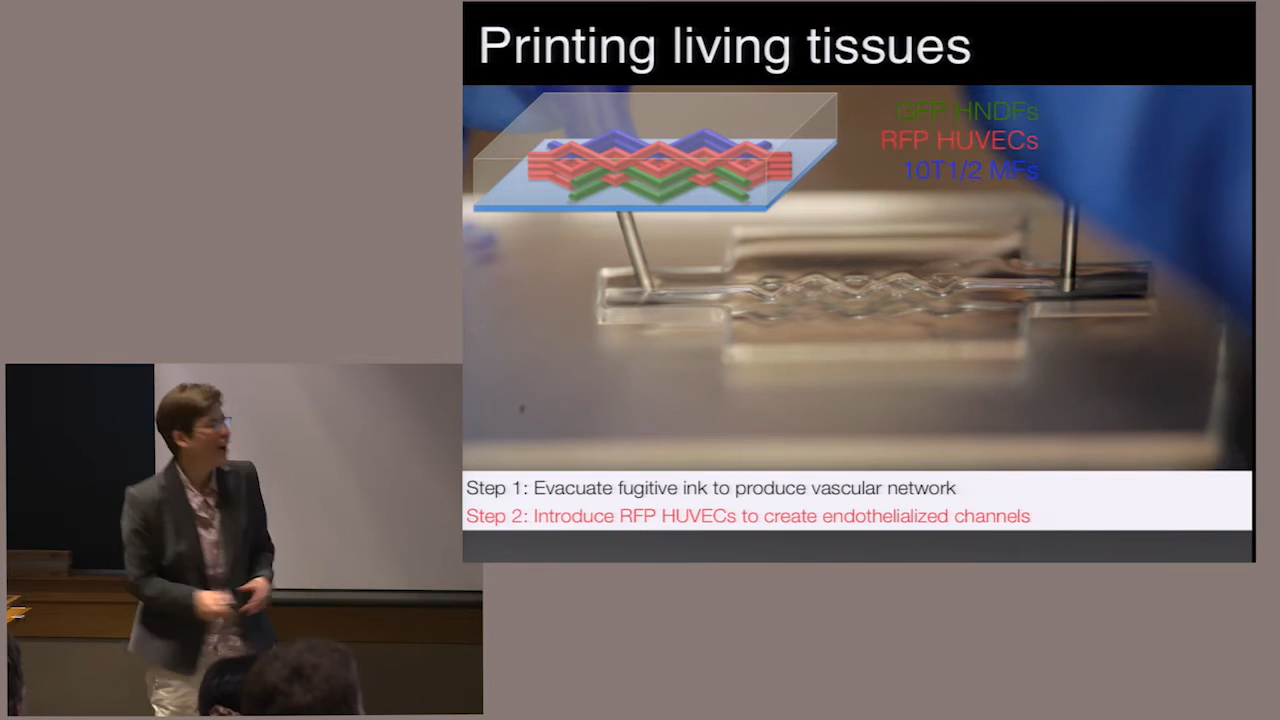 Printing living tissues
GFP HNDFs
RFP HUVECs
10T1/2 MFs
Step 1: Evacuate fugitive ink to produce vascular network
Step 2: Introduce RFP HUVECs to create endothelialized channels